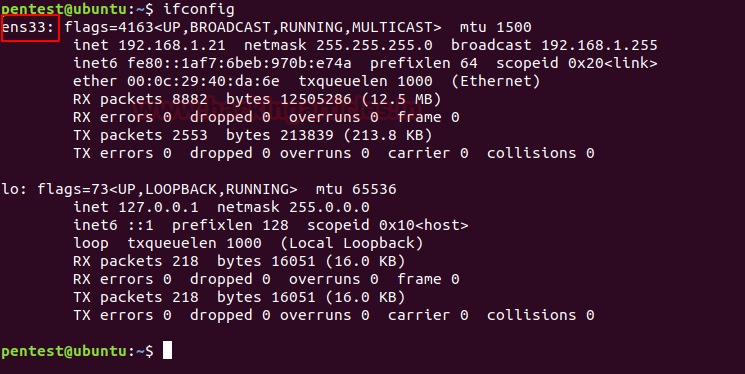 pentest@ubuntu:~$ ifconfig
ens33: flags=4163<UP,BROADCAST,RUNNING,MULTICAST>  mtu 1500
        inet 192.168.1.21  netmask 255.255.255.0  broadcast 192.168.1.255
        inet6 fe80::1af7:6beb:970b:e74a  prefixlen 64  scopeid 0x20<link>
        ether 00:0c:29:40:da:6e  txqueuelen 1000  (Ethernet)
        RX packets 8882  bytes 12505286 (12.5 MB)
        RX errors 0  dropped 0  overruns 0  frame 0
        TX packets 2553  bytes 213839 (213.8 KB)
        TX errors 0  dropped 0 overruns 0  carrier 0  collisions 0

lo: flags=73<UP,LOOPBACK,RUNNING>  mtu 65536
        inet 127.0.0.1  netmask 255.0.0.0
        inet6 ::1  prefixlen 128  scopeid 0x10<host>
        loop  txqueuelen 1000  (Local Loopback)
        RX packets 218  bytes 16051 (16.0 KB)
        RX errors 0  dropped 0  overruns 0  frame 0
        TX packets 218  bytes 16051 (16.0 KB)
        TX errors 0  dropped 0 overruns 0  carrier 0  collisions 0

pentest@ubuntu:~$